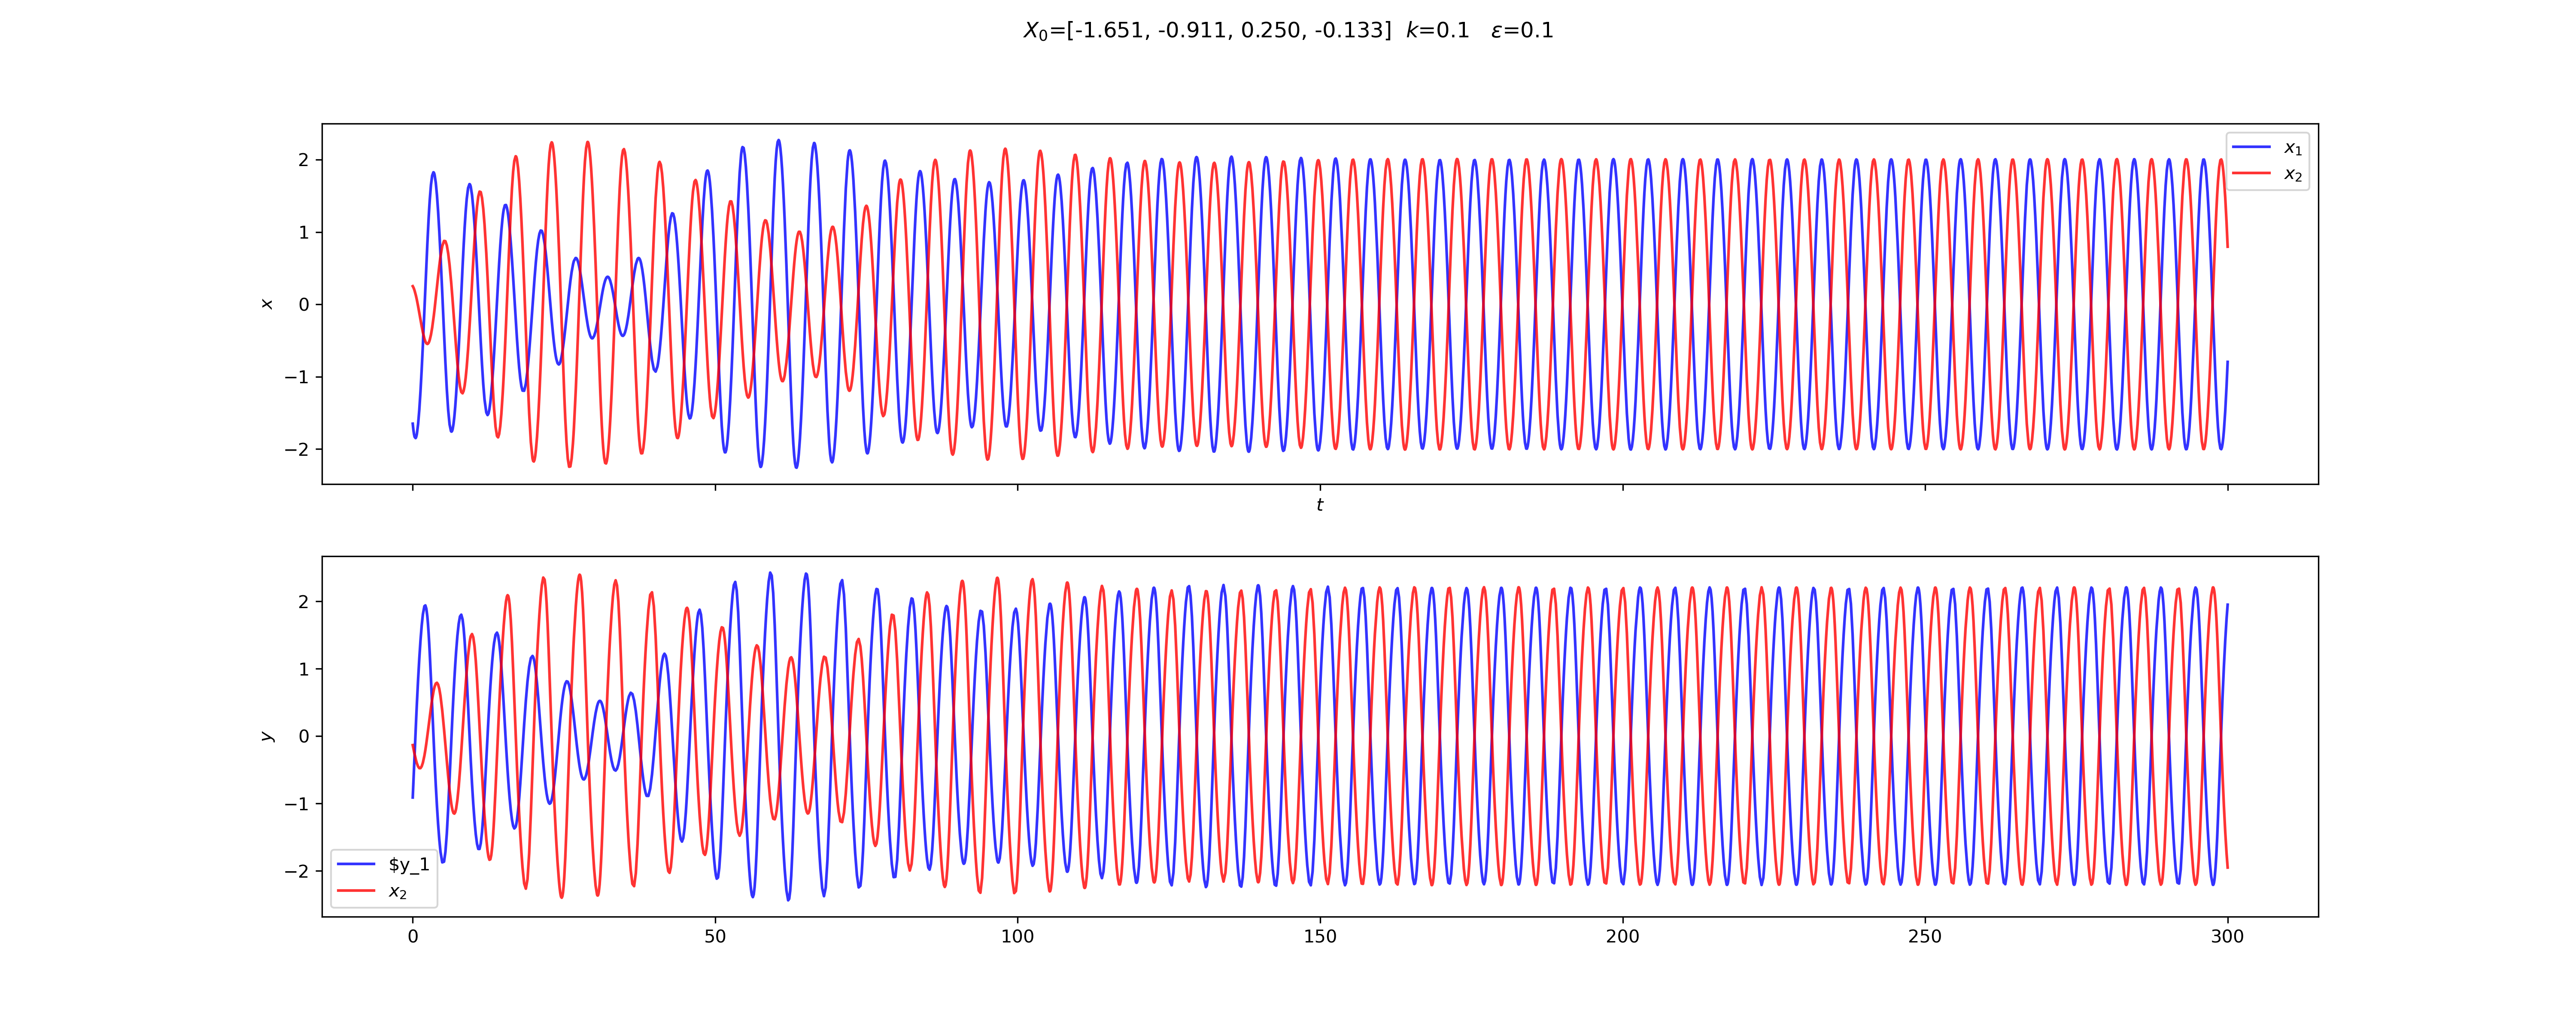 X₀=[-1.651, -0.911, 0.250, -0.133] k=0.1 ε=0.1
2
1
0
−1
−2
x
t
x₁
x₂
2
1
0
−1
−2
y
$y_1
x₂
0 50 100 150 200 250 300